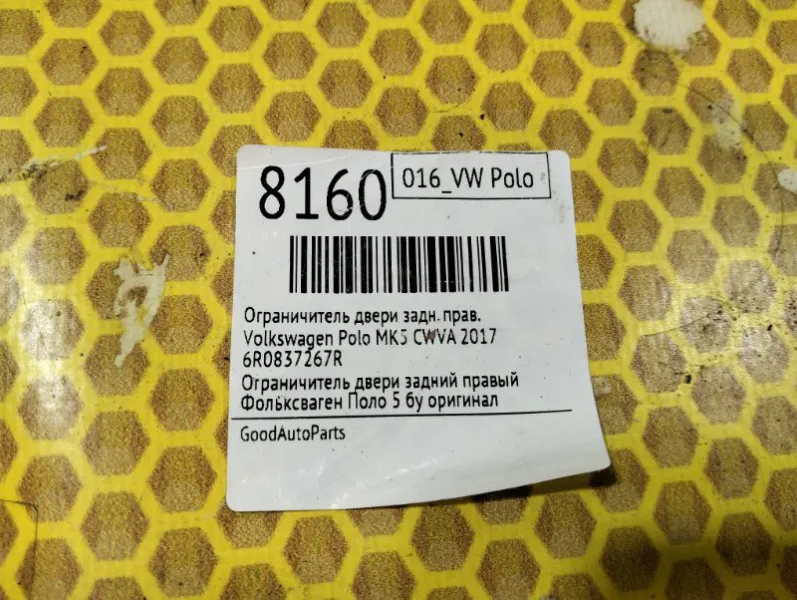 8160
016_VW Polo
Ограничитель двери задн. прав.
Volkswagen Polo MK5 CWVA 2017
6R0837267R
Ограничитель двери задний правый
Фольксваген Поло 5 бу оригинал
GoodAutoParts